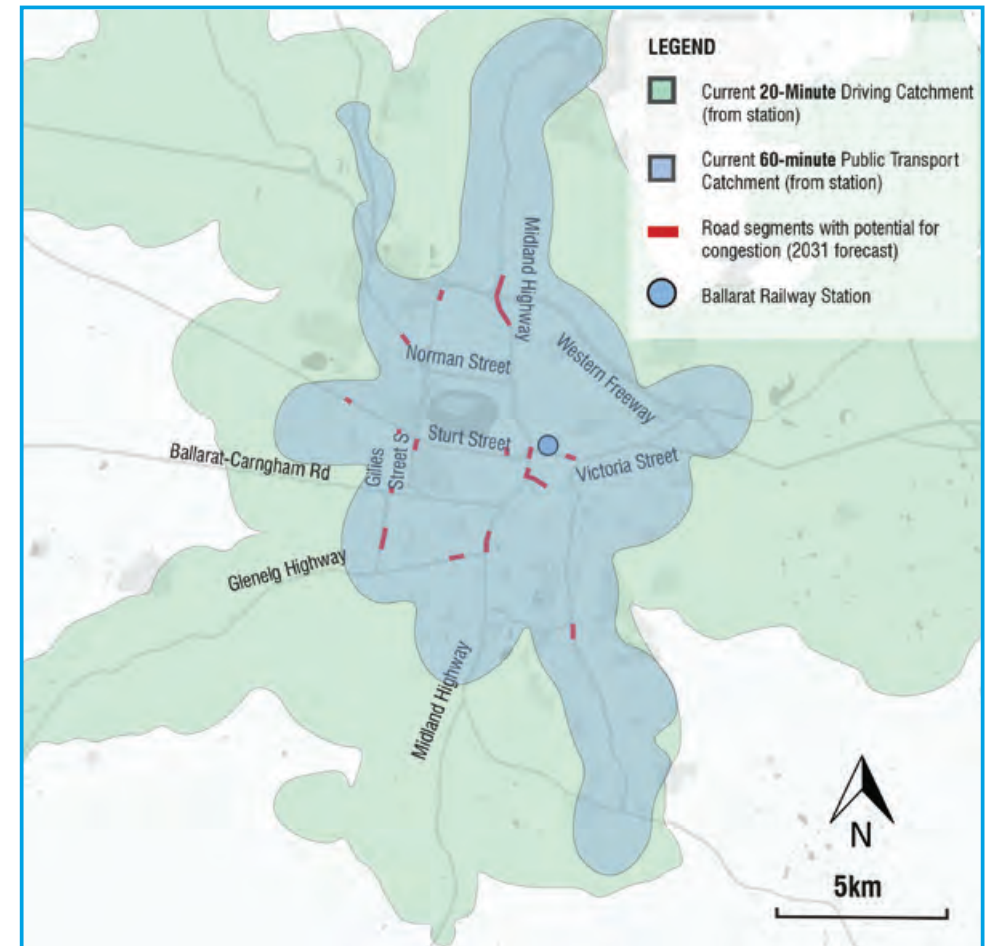 LEGEND
Current 20-Minute Driving Catchment
(from station)
Current 60-minute Public Transport
Catchment (from station)
Road segments with potential for
congestion (2031 forecast)
Ballarat Railway Station
Midland Highway
Western Freeway
Norman Street
Sturt Street
Victoria Street
Gillies
Street S
Ballarat-Carngham Rd
Glenelg Highway
Midland Highway
N
5km